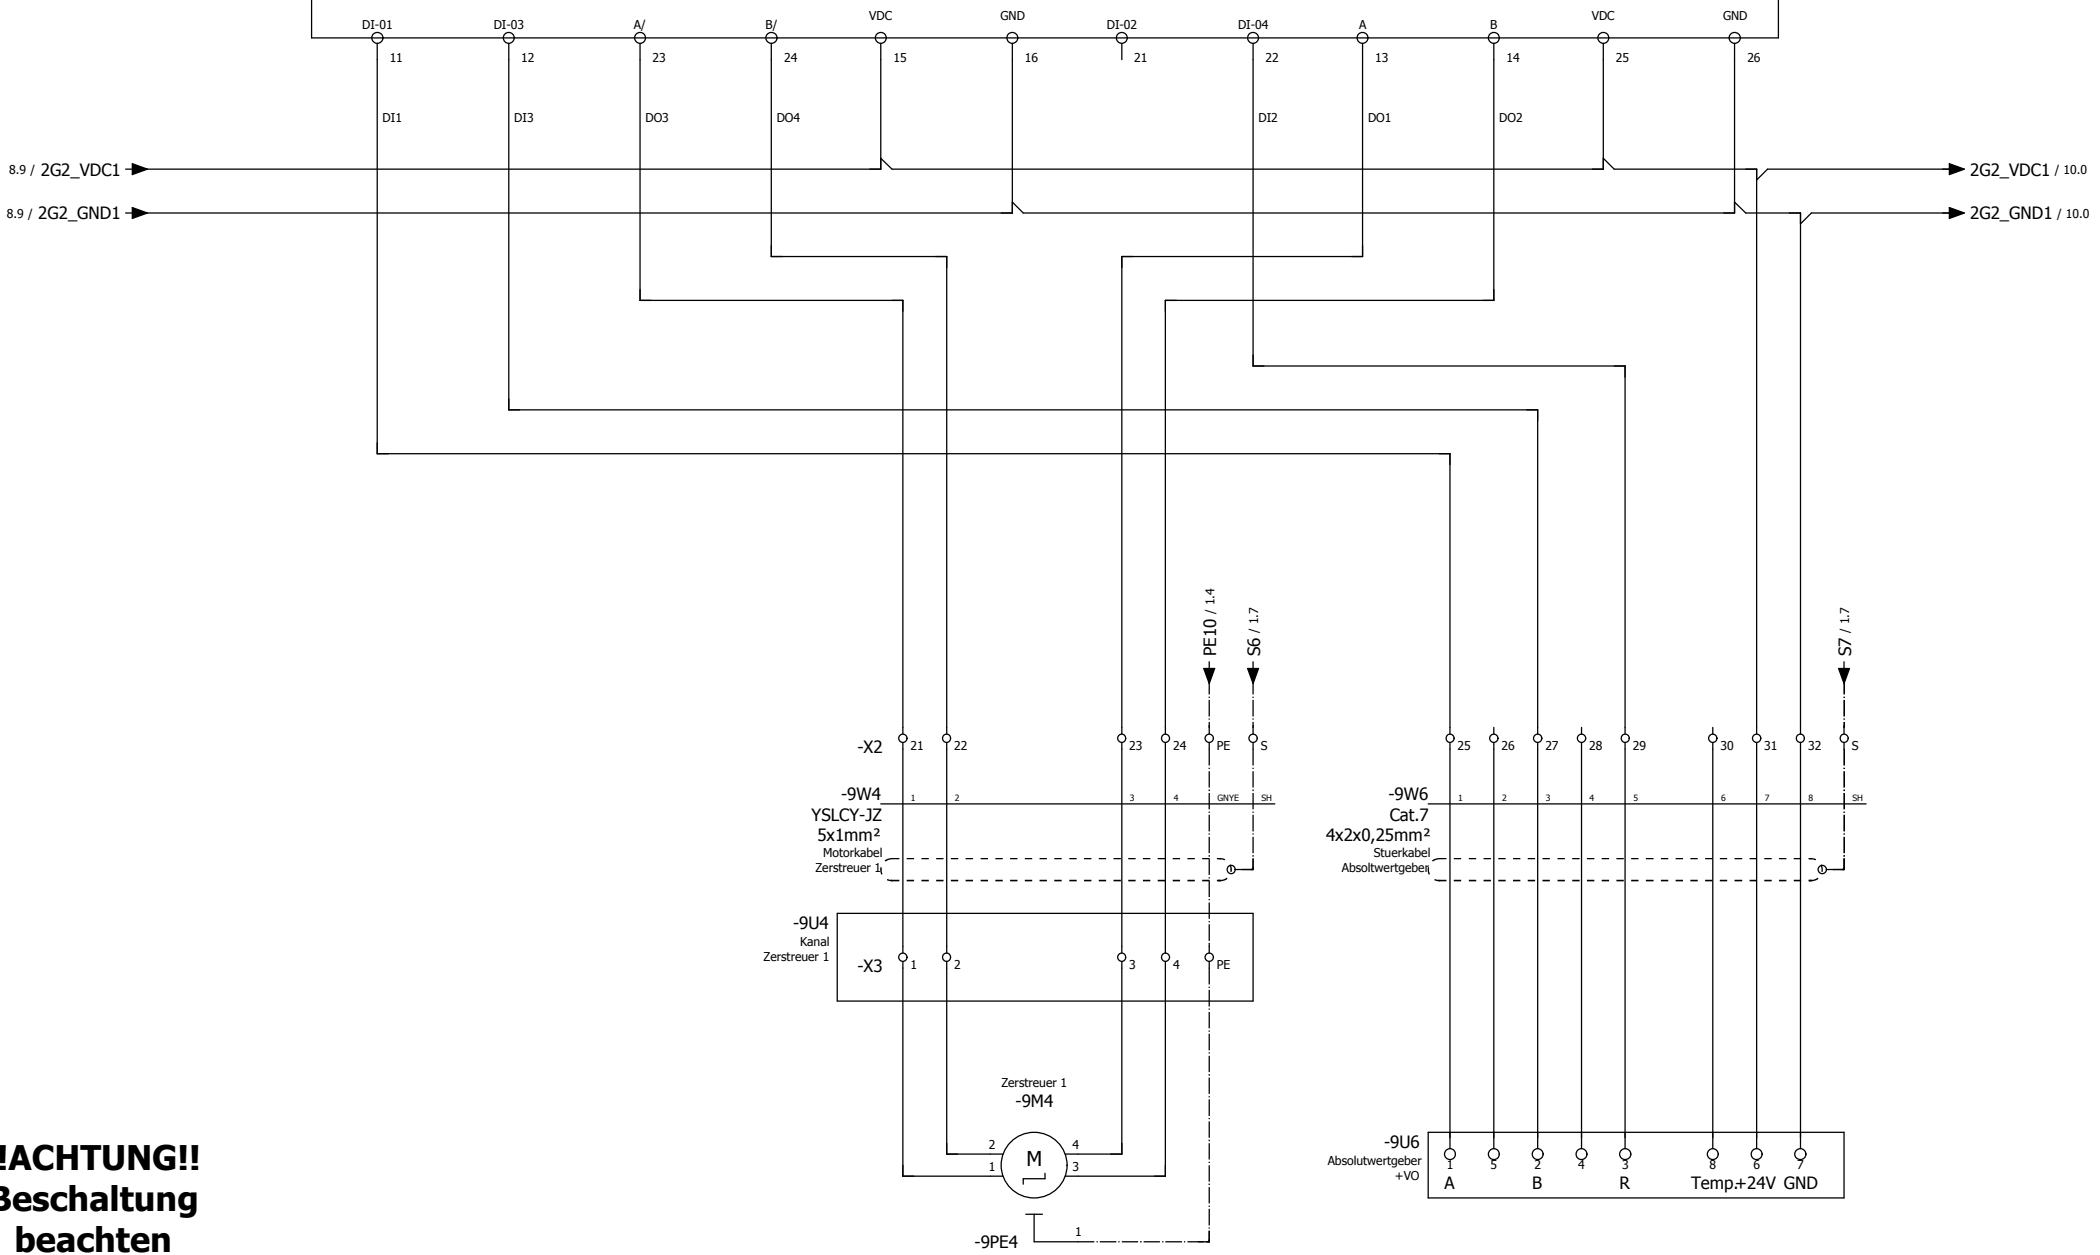 VDC GND VDC GND
DI-01 DI-03 A/ B/ DI-02 DI-04 A B
11 12 23 24 15 16 21 22 13 14 25 26
DI1 DI3 DO3 DO4 DI2 DO1 DO2
8.9 / 2G2_VDC1 2G2_VDC1 / 10.0
8.9 / 2G2_GND1 2G2_GND1 / 10.0
PE10 / 1.4
S6 / 1.7
S7 / 1.7
-X2 21 22 23 24 PE S 25 26 27 28 29 30 31 32 S
-9W4 1 2 3 4 GNYE SH
YSLCY-JZ
5x1mm²
Motorkabel
Zerstreuer 1
-9W6 1 2 3 4 5 6 7 8 SH
Cat.7
4x2x0,25mm²
Stuerkabel
Absoltwertgeber
-9U4
Kanal
Zerstreuer 1
-X3 1 2 3 4 PE
Zerstreuer 1
-9M4
2 4
M
1 3
-9PE4 1
-9U6
Absolutwertgeber
+VO
1 5 2 4 3 8 6 7
A B R Temp. +24V GND
!ACHTUNG!!
Beschaltung
beachten